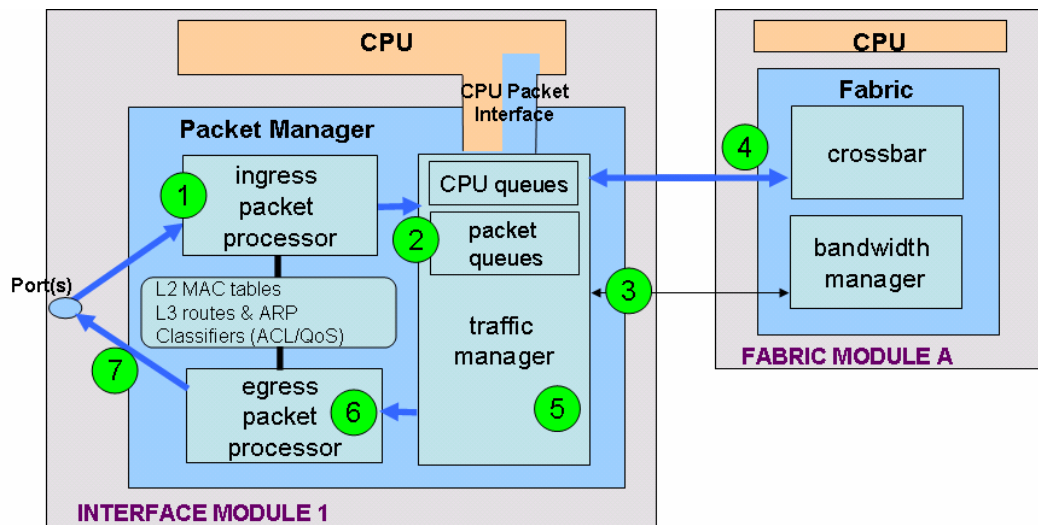 CPU
CPU Packet
Interface
Packet Manager
1
ingress
packet
processor
2
CPU queues
packet
queues
Port(s)
L2 MAC tables
L3 routes & ARP
Classifiers (ACL/QoS)
traffic
manager
3
4
5
egress
packet
processor
6
7
INTERFACE MODULE 1
CPU
Fabric
crossbar
bandwidth
manager
FABRIC MODULE A